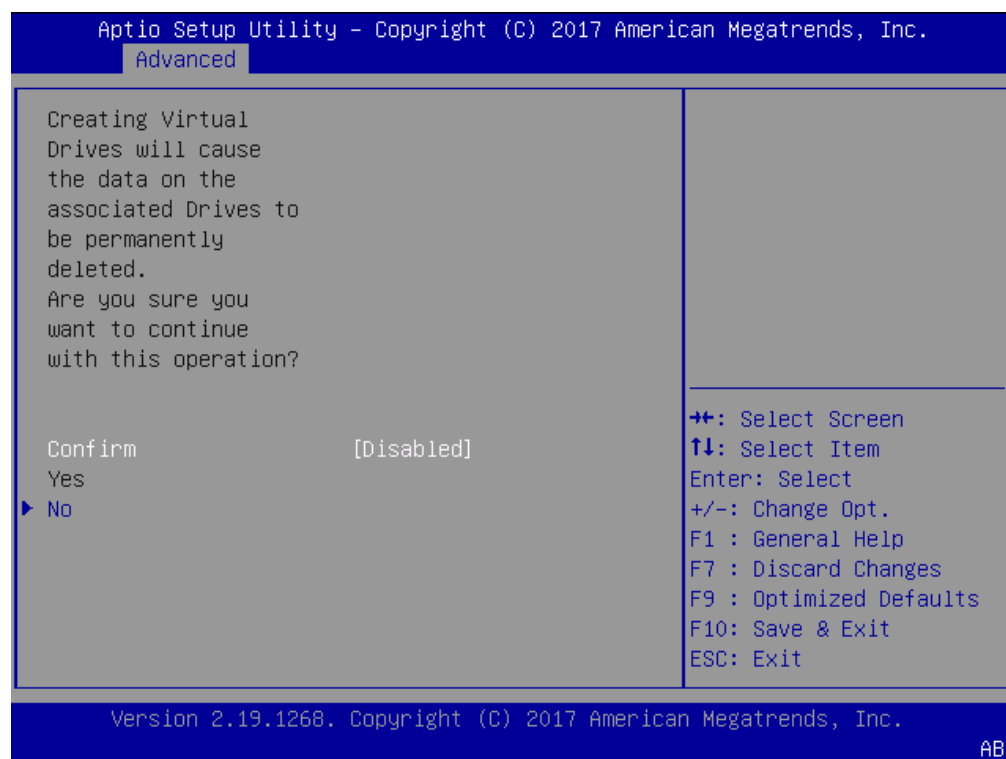 Aptio Setup Utility – Copyright (C) 2017 American Megatrends, Inc.
Advanced
Creating Virtual
Drives will cause
the data on the
associated Drives to
be permanently
deleted.
Are you sure you
want to continue
with this operation?
Confirm [Disabled]
Yes
No
→←: Select Screen
↑↓: Select Item
Enter: Select
+/-: Change Opt.
F1 : General Help
F7 : Discard Changes
F9 : Optimized Defaults
F10: Save & Exit
ESC: Exit
Version 2.19.1268. Copyright (C) 2017 American Megatrends, Inc.
AB